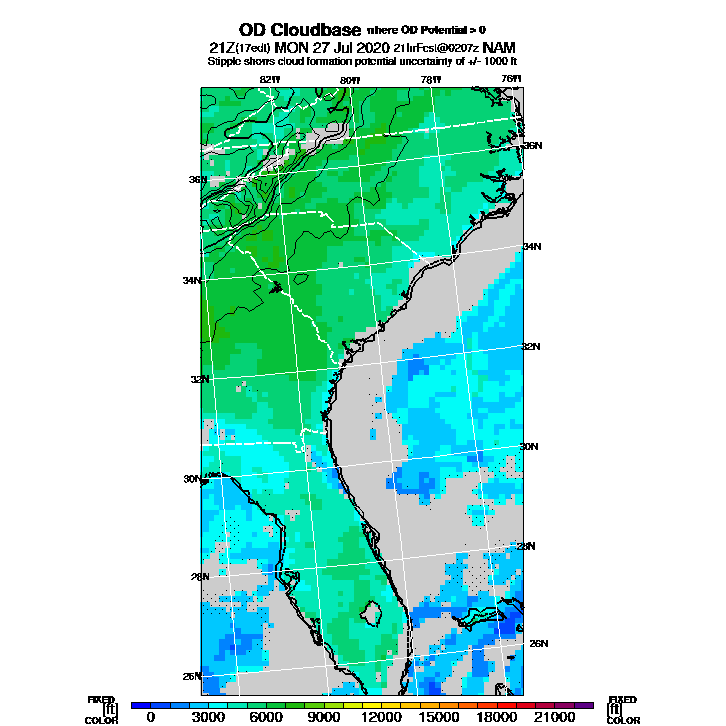 OD Cloudbase where OD Potential > 0
21Z(17edt) MON 27 Jul 2020 21hrFcst@0207z NAM
Stipple shows cloud formation potential uncertainty of +/- 1000 ft
82W 80W 78W 76W
36N
36N
34N
34N
32N
32N
30N
30N
28N
28N
26N
26N
FIXED FIXED
[ft] [ft]
COLOR COLOR
0 3000 6000 9000 12000 15000 18000 21000